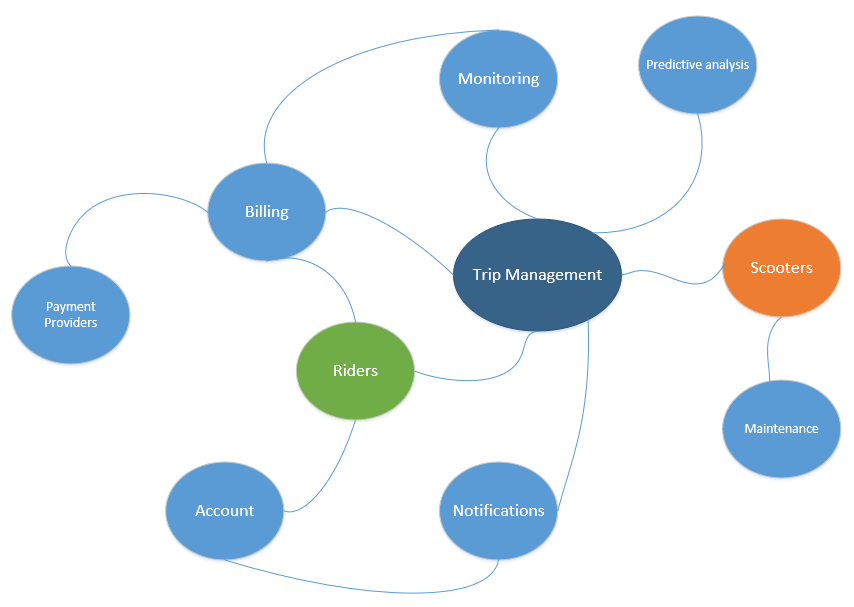 Monitoring
Predictive analysis
Billing
Trip Management
Scooters
Payment
Providers
Riders
Maintenance
Account
Notifications